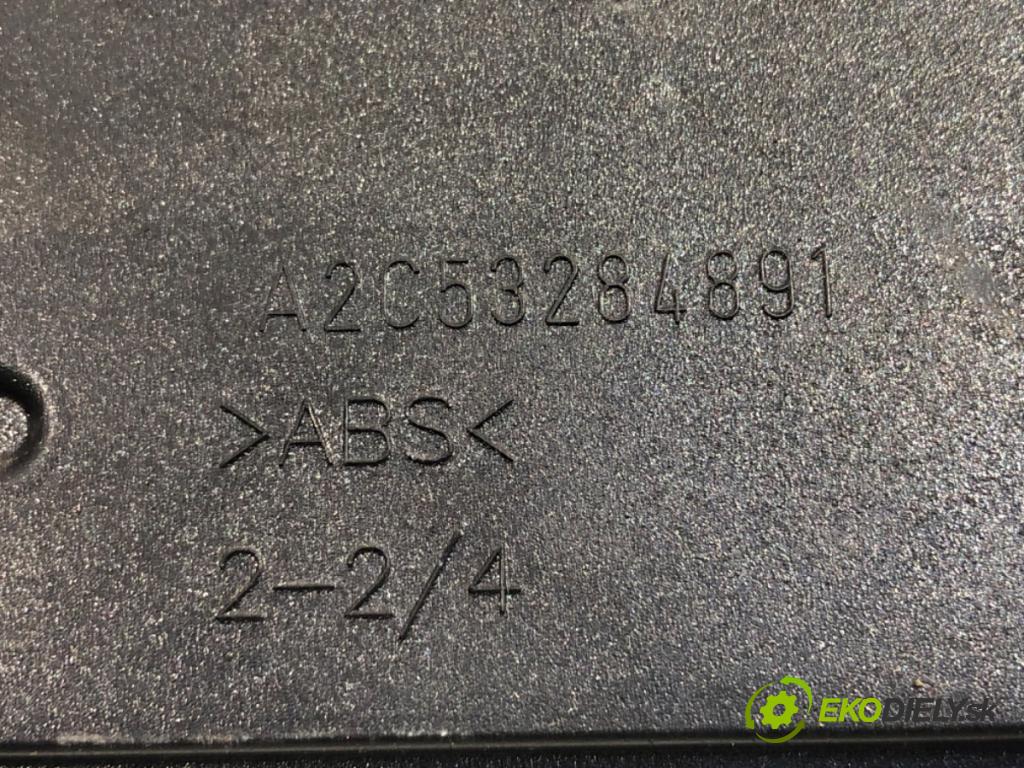 A2C53284891
>ABS<
2-2/4
EKODIELY.sk